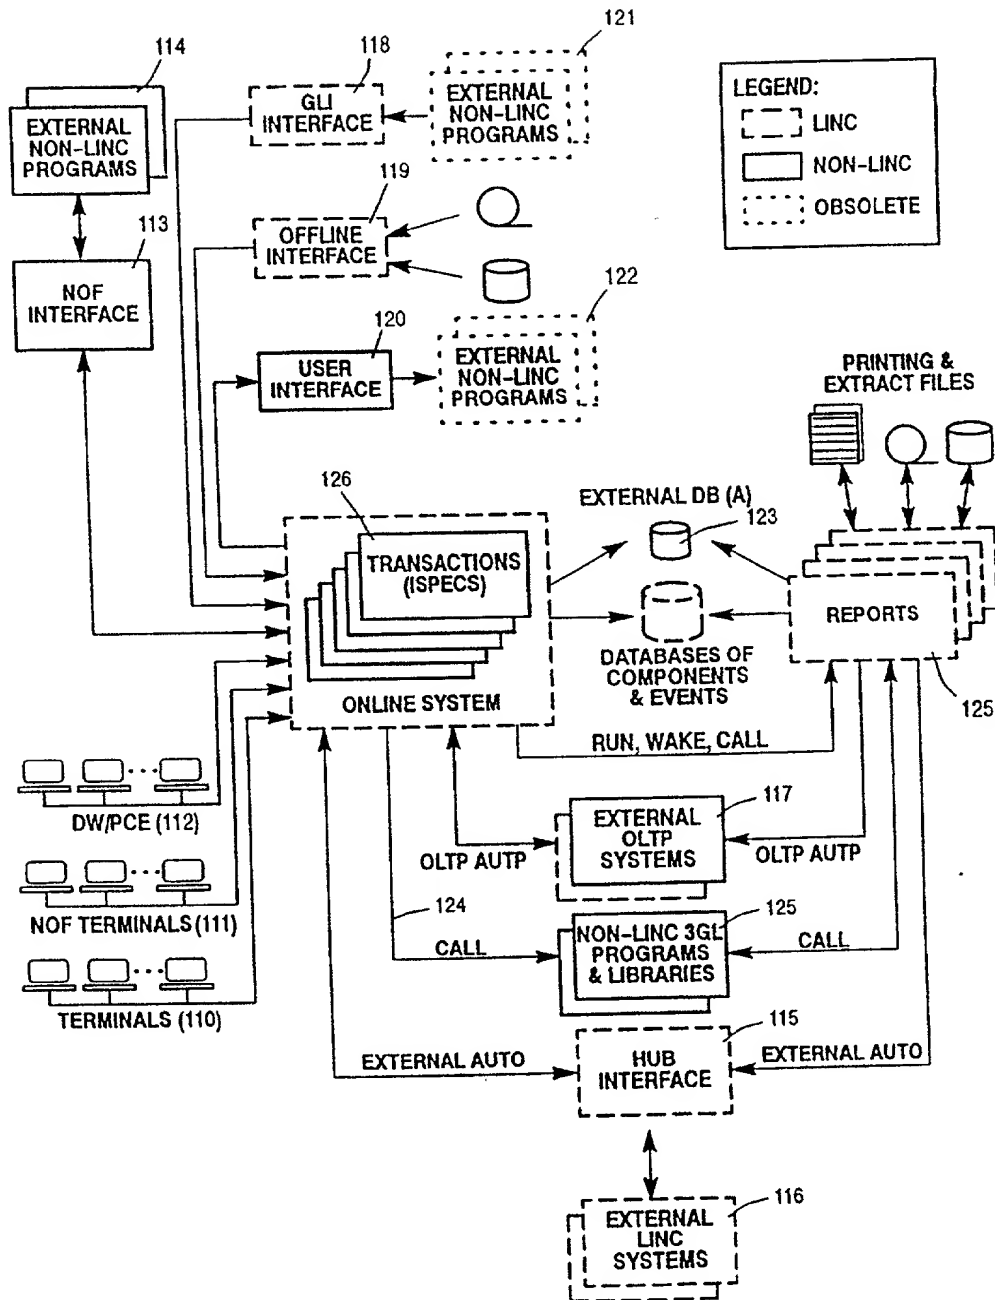 114
EXTERNAL
NON-LINC
PROGRAMS
113
NOF
INTERFACE
118
GLI
INTERFACE
121
EXTERNAL
NON-LINC
PROGRAMS
119
OFFLINE
INTERFACE
120
USER
INTERFACE
122
EXTERNAL
NON-LINC
PROGRAMS
LEGEND:
LINC
NON-LINC
OBSOLETE
PRINTING &
EXTRACT FILES
126
TRANSACTIONS
(ISPECS)
ONLINE SYSTEM
EXTERNAL DB (A)
123
DATABASES OF
COMPONENTS
& EVENTS
REPORTS
125
RUN, WAKE, CALL
DW/PCE (112)
NOF TERMINALS (111)
TERMINALS (110)
117
EXTERNAL
OLTP
SYSTEMS
OLTP AUTP
OLTP AUTP
124
CALL
125
NON-LINC 3GL
PROGRAMS
& LIBRARIES
CALL
115
EXTERNAL AUTO
HUB
INTERFACE
EXTERNAL AUTO
116
EXTERNAL
LINC
SYSTEMS